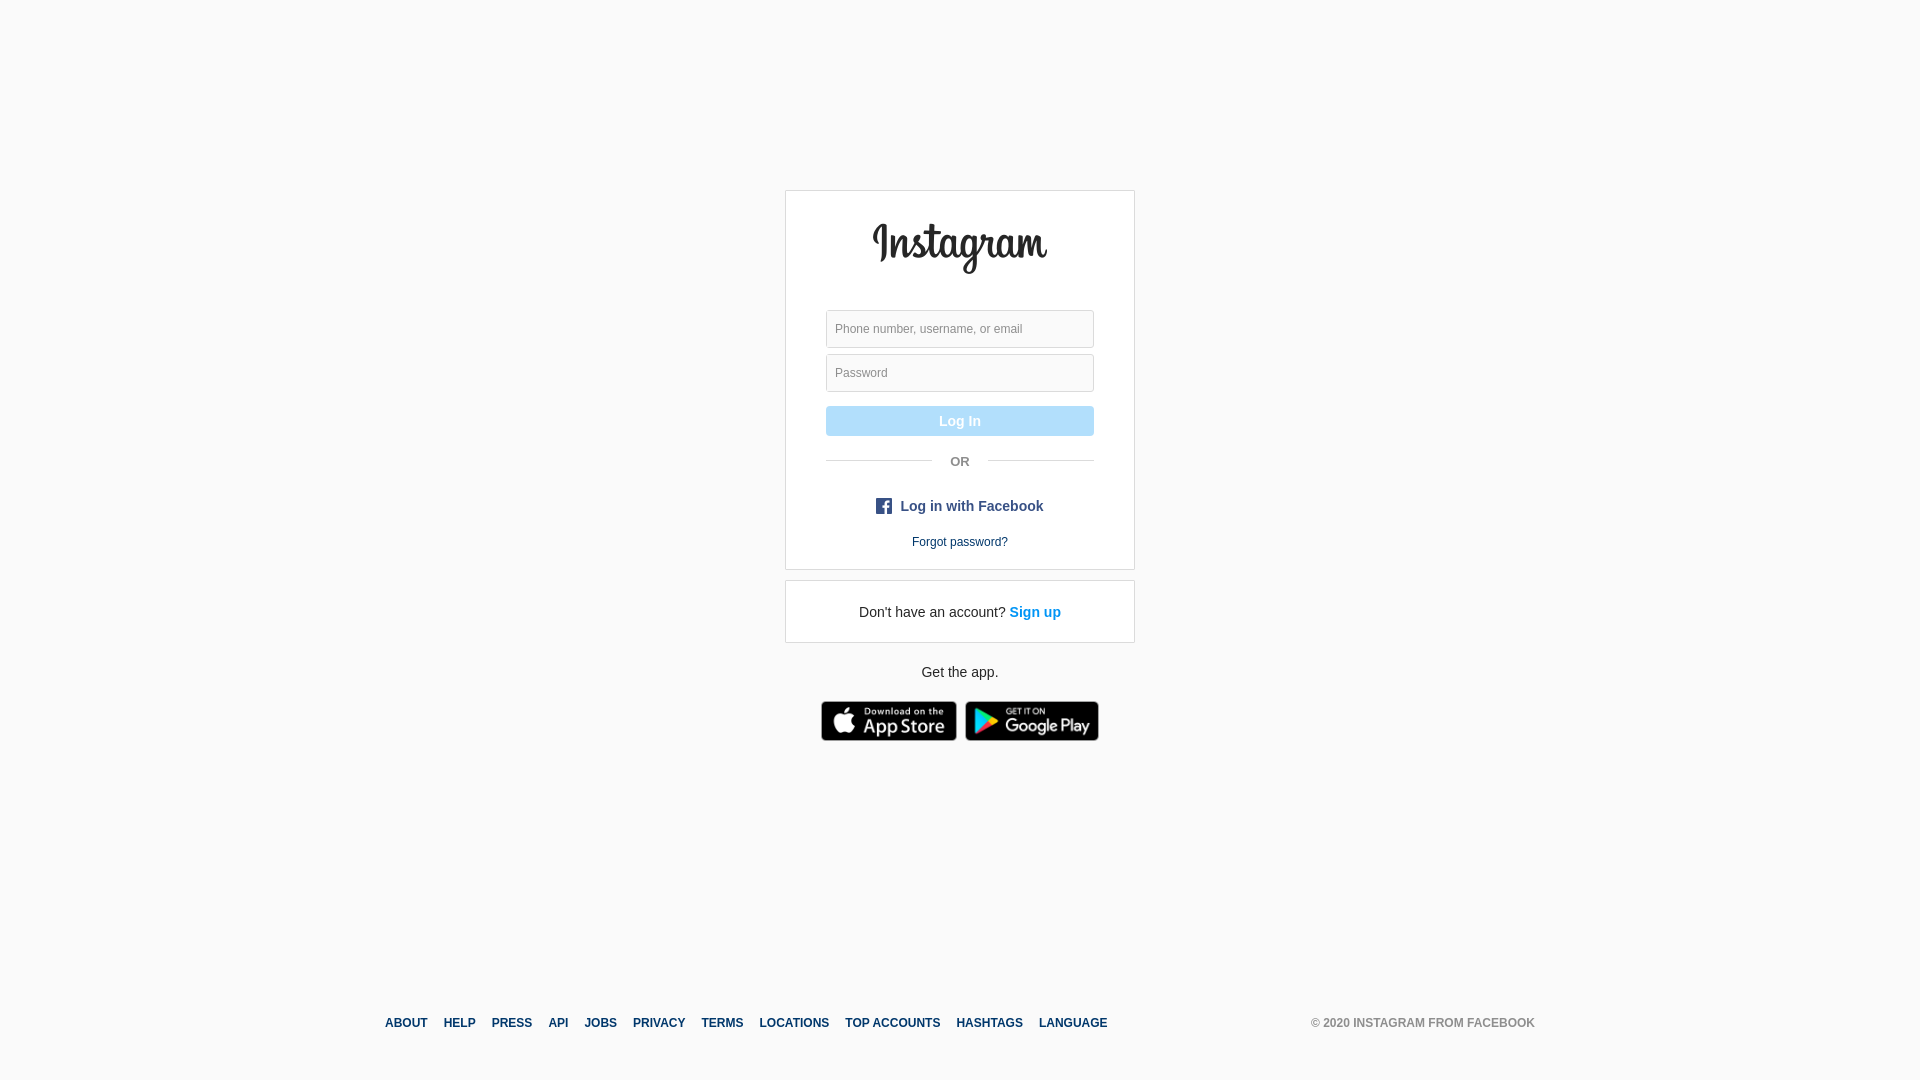 Instagram
Phone number, username, or email
Password
Log In
OR
Log in with Facebook
Forgot password?
Don't have an account? Sign up
Get the app.
Download on the
App Store
GET IT ON
Google Play
ABOUT HELP PRESS API JOBS PRIVACY TERMS LOCATIONS TOP ACCOUNTS HASHTAGS LANGUAGE © 2020 INSTAGRAM FROM FACEBOOK